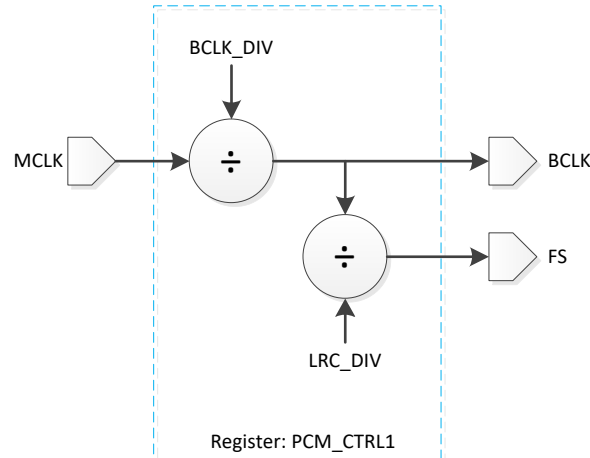 BCLK_DIV
MCLK
÷
BCLK
÷
FS
LRC_DIV
Register: PCM_CTRL1